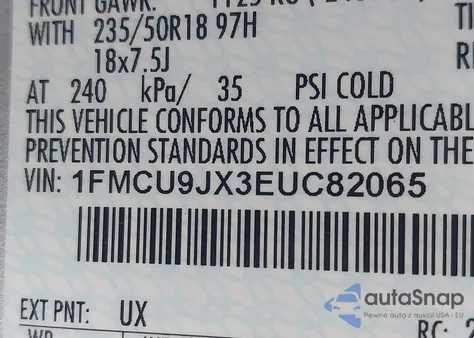 FRONT GAWR:
WITH 235/50R18 97H
18x7.5J
AT 240 kPa/ 35 PSI COLD
THIS VEHICLE CONFORMS TO ALL APPLICABL
PREVENTION STANDARDS IN EFFECT ON THE
VIN: 1FMCU9JX3EUC82065
autaSnap
Pewne auta z aukcji USA i EU
EXT PNT: UX
RC: